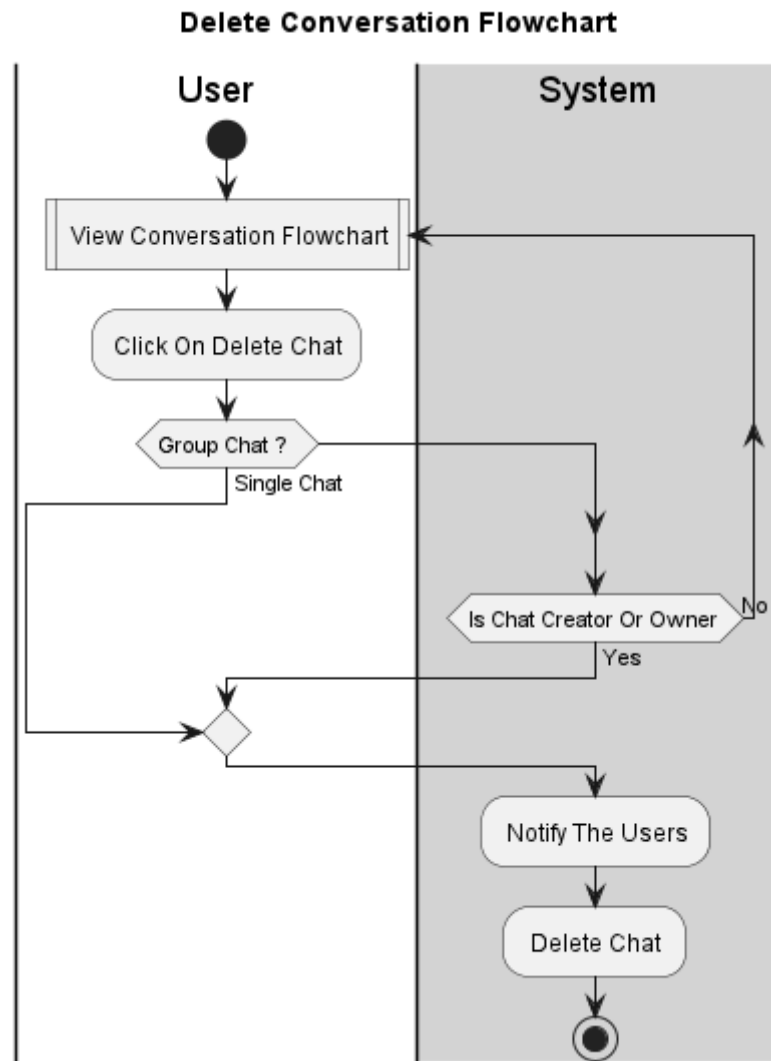 Delete Conversation Flowchart
User
System
View Conversation Flowchart
Click On Delete Chat
Group Chat ?
Single Chat
Is Chat Creator Or Owner
No
Yes
Notify The Users
Delete Chat